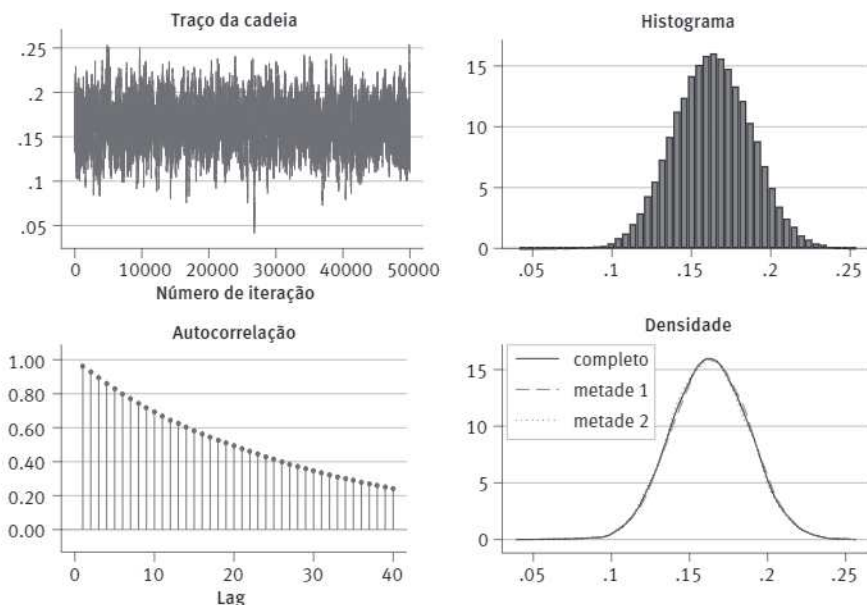 Traço da cadeia
.25
.2
.15
.1
.05
0 10000 20000 30000 40000 50000
Número de iteração
Histograma
15
10
5
0
.05 .1 .15 .2 .25
Autocorrelação
1.00
0.80
0.60
0.40
0.20
0.00
0 10 20 30 40
Lag
Densidade
completo
metade 1
metade 2
15
10
5
0
.05 .1 .15 .2 .25